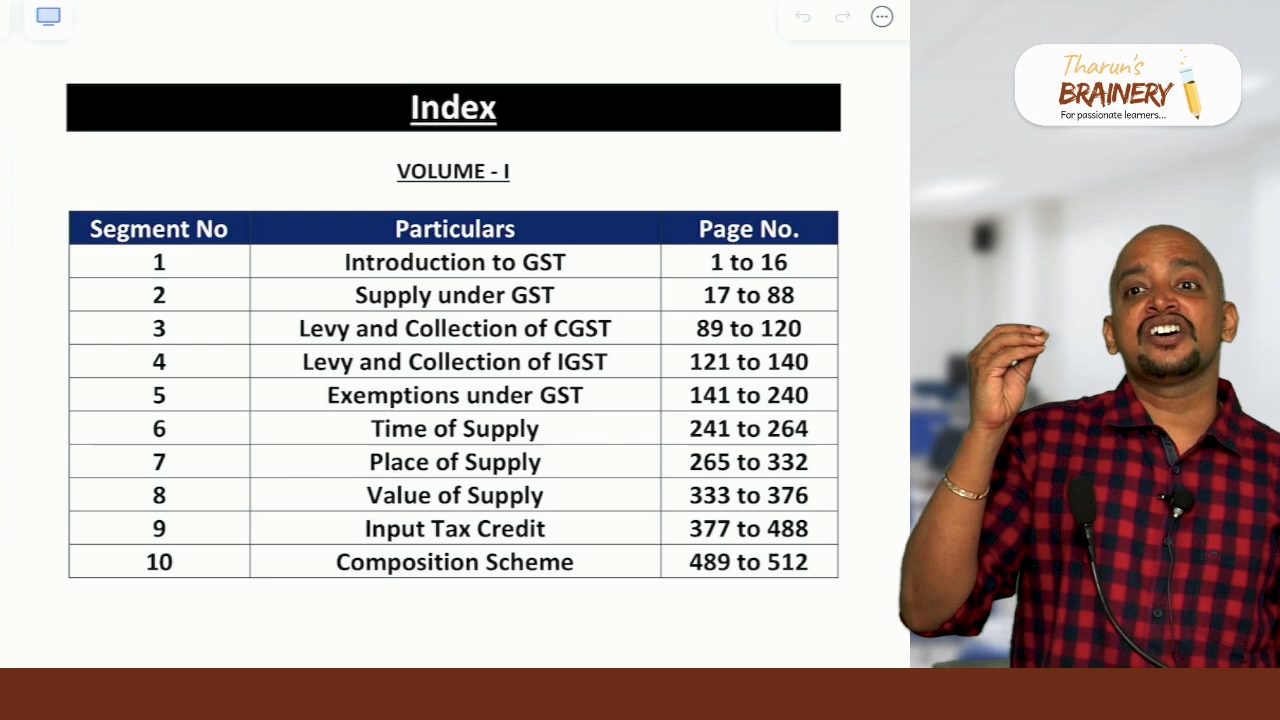 Index
VOLUME - I
Segment No Particulars Page No.
1 Introduction to GST 1 to 16
2 Supply under GST 17 to 88
3 Levy and Collection of CGST 89 to 120
4 Levy and Collection of IGST 121 to 140
5 Exemptions under GST 141 to 240
6 Time of Supply 241 to 264
7 Place of Supply 265 to 332
8 Value of Supply 333 to 376
9 Input Tax Credit 377 to 488
10 Composition Scheme 489 to 512
Tharun's
BRAINERY
For passionate learners...